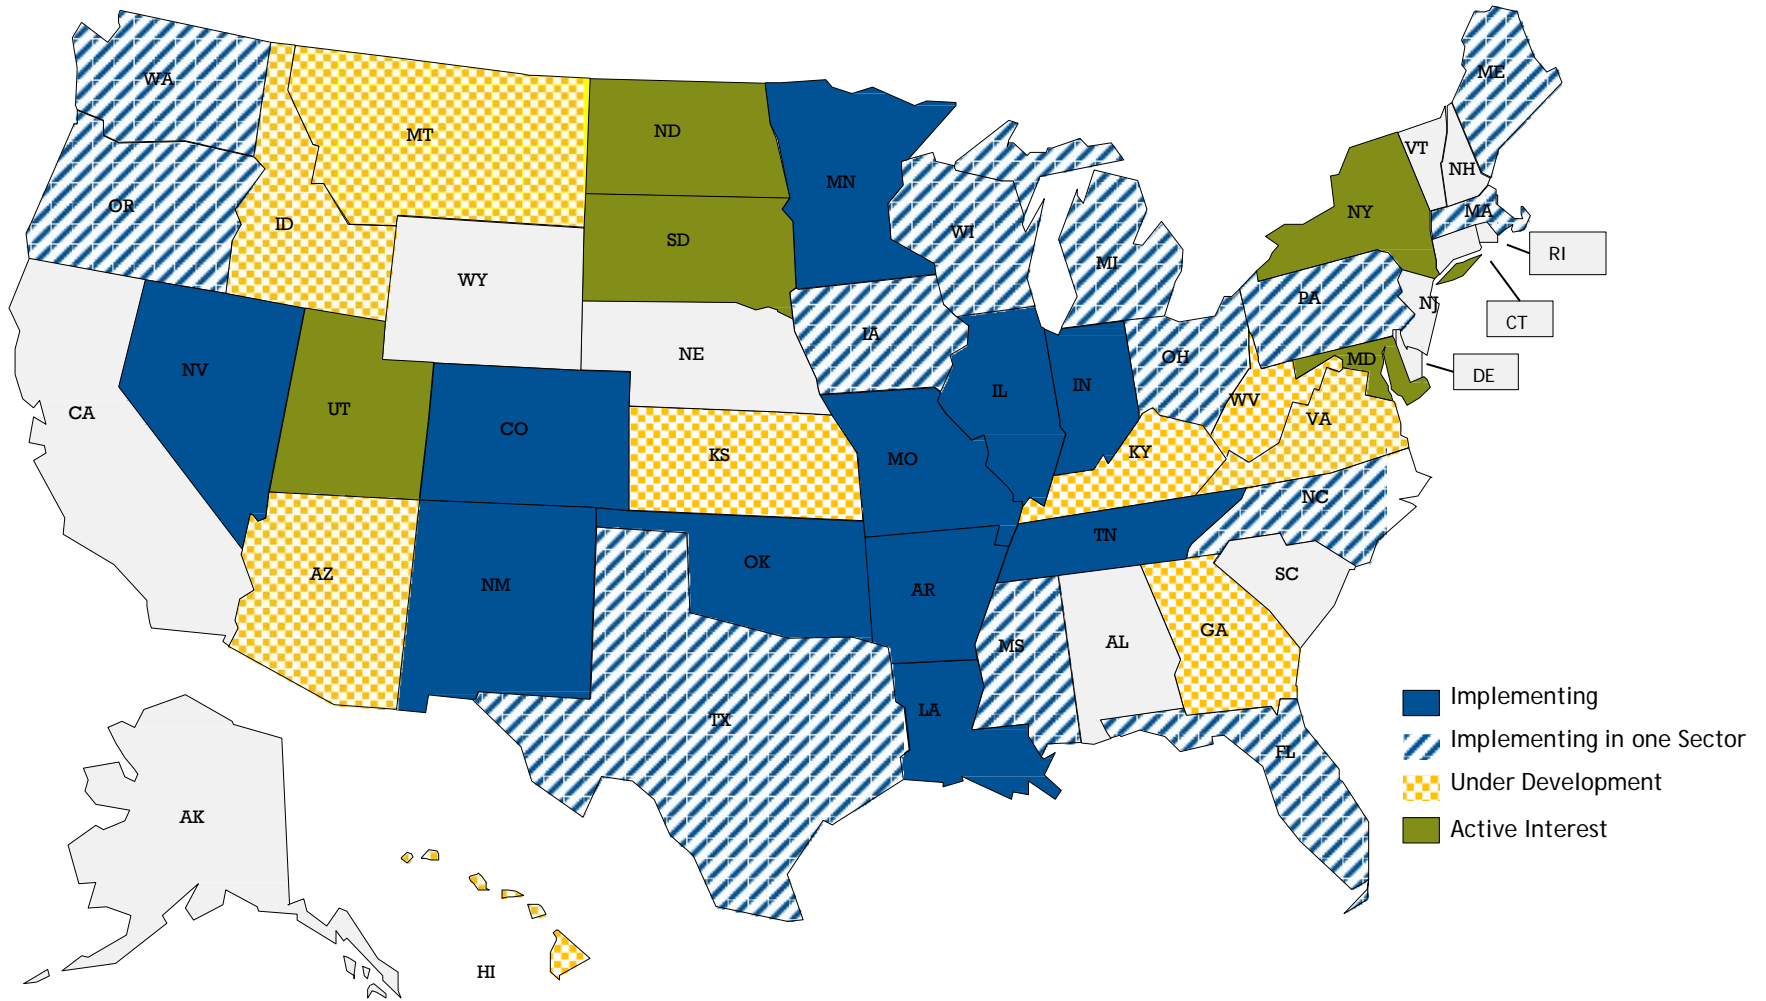 WA
ME
MT
ND
VT
MN
NH
OR
NY
MA
ID
SD
WI
RI
MI
WY
PA
NJ
CT
IA
NE
OH
MD
NV
DE
IN
IL
WV
CA
UT
VA
CO
KS
KY
MO
NC
TN
OK
AZ
SC
NM
AR
GA
AL
MS
Implementing
LA
TX
Implementing in one Sector
FL
Under Development
AK
Active Interest
HI